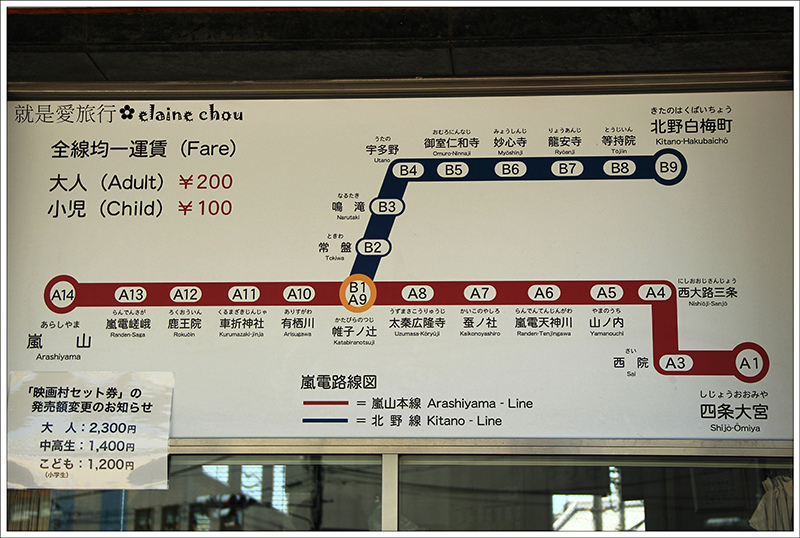 就是愛旅行✿elaine chou
全線均一運賃 (Fare)
大人 (Adult) ¥200
小児 (Child) ¥100
きたのはくばいちょう
北野白梅町
Kitano-Hakubaichō
B9
とうじいん
等持院
Tōjiin
B8
りょうあんじ
龍安寺
Ryōanji
B7
みょうしんじ
妙心寺
Myōshinji
B6
おむろにんなじ
御室仁和寺
Omuro-Ninnaji
B5
うたの
宇多野
Utano
B4
なるたき
鳴滝
Narutaki
B3
ときわ
常盤
Tokiwa
B2
B1
A9
かたびらのつじ
帷子ノ辻
Katabiranotsuji
A14
あらしやま
嵐山
Arashiyama
A13
らんでんさが
嵐電嵯峨
Randen-Saga
A12
ろくおういん
鹿王院
Rokuōin
A11
くるまざきじんじゃ
車折神社
Kurumazaki-jinja
A10
ありすがわ
有栖川
Arisugawa
A8
うずまさこうりゅうじ
太秦広隆寺
Uzumasa-Kōryūji
A7
かいこのやしろ
蚕ノ社
Kaikonoyashiro
A6
らんでんてんじんがわ
嵐電天神川
Randen-Tenjingawa
A5
やまのうち
山ノ内
Yamanouchi
A4
にしおおじさんじょう
西大路三条
Nishiōji-Sanjō
さい
西院
Sai
A3
A1
しじょうおおみや
四条大宮
Shijō-Ōmiya
嵐電路線図
= 嵐山本線 Arashiyama - Line
= 北野線 Kitano - Line
「映画村セット券」の
発売額変更のお知らせ
大人：2,300円
中高生：1,400円
こども：1,200円
(小学生)